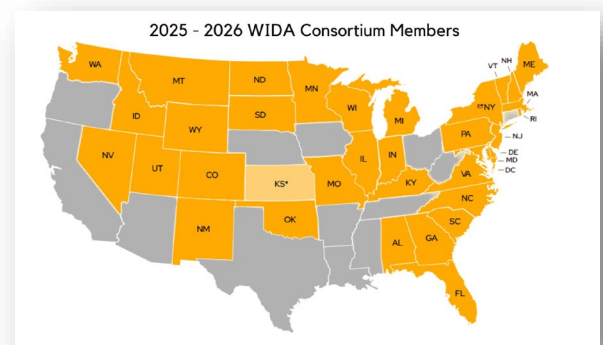 2025 - 2026 WIDA Consortium Members
WA
MT
ND
MN
ID
WY
SD
WI
MI
VT
NH
ME
NY
MA
RI
PA
NJ
NV
UT
CO
KS*
MO
IL
IN
KY
VA
DE
MD
DC
NC
SC
NM
OK
AL
GA
FL